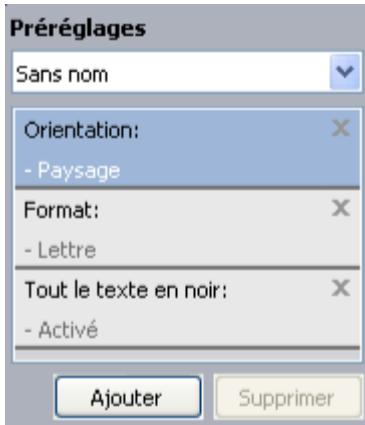 Préréglages
Sans nom
Orientation:
- Paysage
Format:
- Lettre
Tout le texte en noir:
- Activé
Ajouter Supprimer